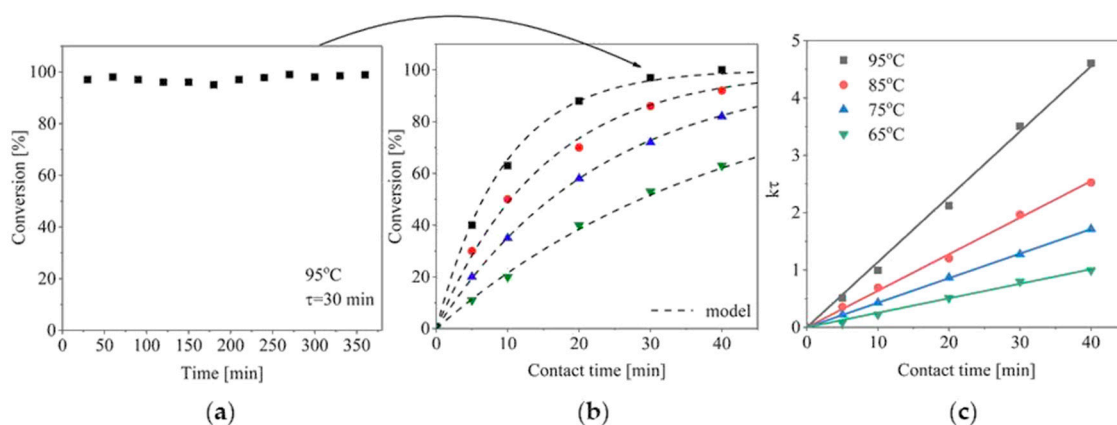 Conversion [%]
100
80
60
40
20
0
95°C
τ=30 min
0 50 100 150 200 250 300 350
Time [min]
(a)
Conversion [%]
100
80
60
40
20
0
model
0 10 20 30 40
Contact time [min]
(b)
kτ
5
4
3
2
1
0
95°C
85°C
75°C
65°C
0 10 20 30 40
Contact time [min]
(c)